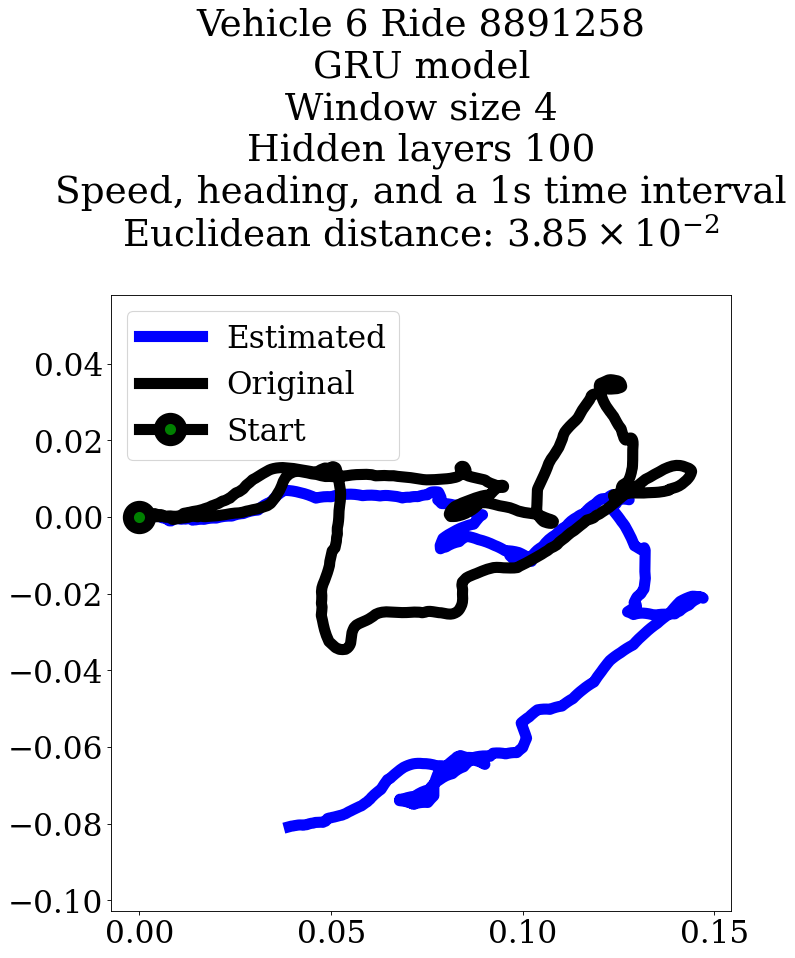 Vehicle 6 Ride 8891258
GRU model
Window size 4
Hidden layers 100
Speed, heading, and a 1s time interval
Euclidean distance: 3.85 × 10⁻²
Estimated
Original
Start
0.04
0.02
0.00
−0.02
−0.04
−0.06
−0.08
−0.10
0.00 0.05 0.10 0.15